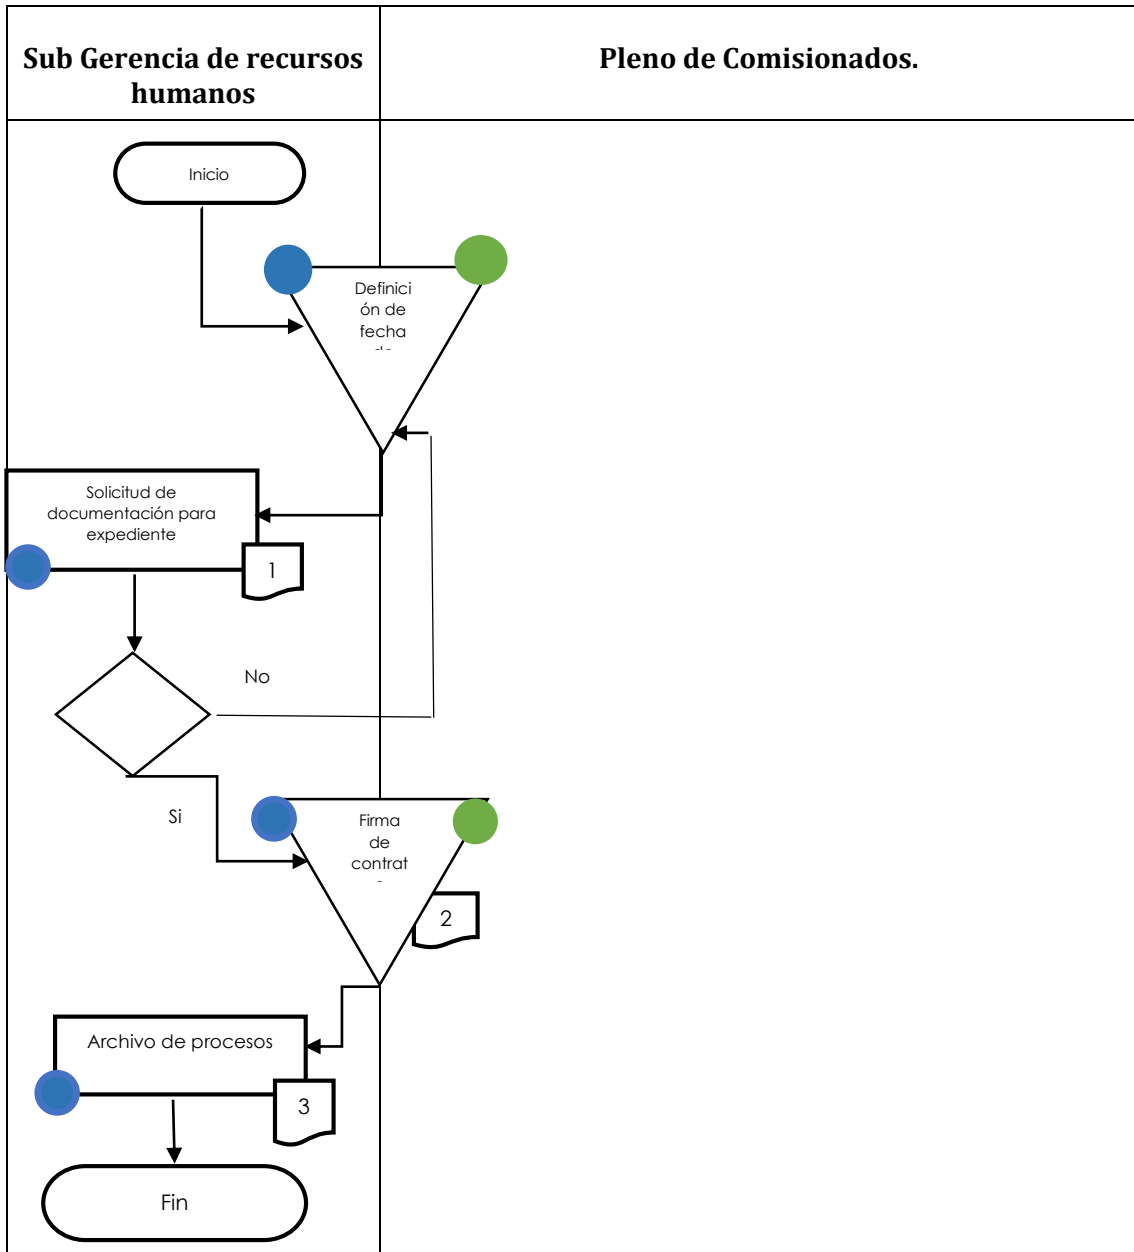 Sub Gerencia de recursos
humanos
Pleno de Comisionados.
Inicio
Definici
ón de
fecha
Solicitud de
documentación para
expediente
1
No
Si
Firma
de
contrat
2
Archivo de procesos
3
Fin